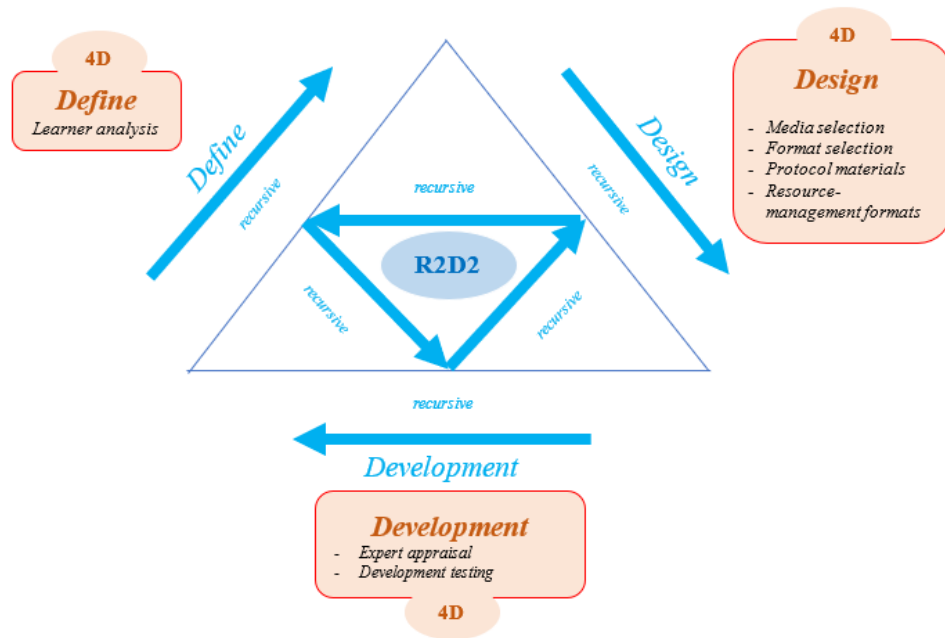 4D
Define
Learner analysis
Define
recursive
4D
Design
- Media selection
- Format selection
- Protocol materials
- Resource-
management formats
Design
recursive
recursive
R2D2
recursive
recursive
recursive
Development
Development
- Expert appraisal
- Development testing
4D